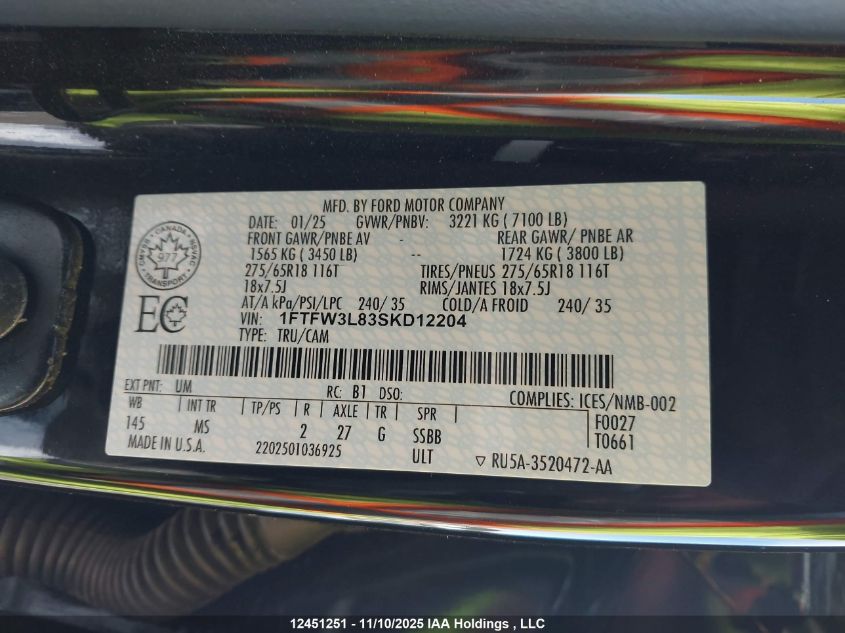 MFD. BY FORD MOTOR COMPANY
DATE: 01/25 GVWR/PNBV: 3221 KG ( 7100 LB)
FRONT GAWR/PNBE AV - REAR GAWR/ PNBE AR
1565 KG ( 3450 LB) -- 1724 KG ( 3800 LB)
275/65R18 116T TIRES/PNEUS 275/65R18 116T
18x7.5J RIMS/JANTES 18x7.5J
AT/A kPa/PSI/LPC 240/ 35 COLD/A FROID 240/ 35
VIN: 1FTFW3L83SKD12204
TYPE: TRU/CAM
CANADA
NSVAC
977
TRANSPORT
CMVSS
EC
EXT PNT: UM RC: B1 DSO: COMPLIES: ICES/NMB-002
WB INT TR TP/PS R AXLE TR SPR F0027
145 MS 2 27 G SSBB T0661
MADE IN U.S.A. 2202501036925 ULT ▽ RU5A-3520472-AA
12451251 - 11/10/2025 IAA Holdings , LLC